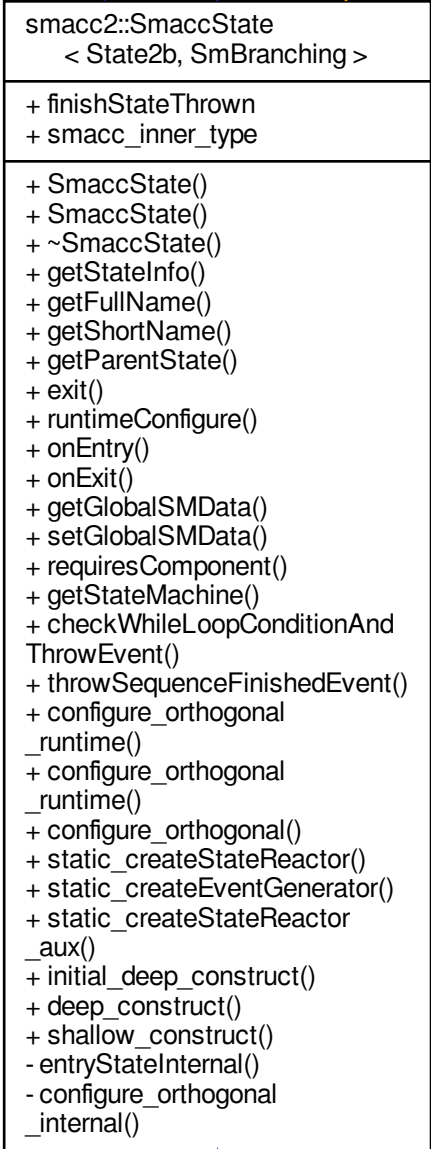 smacc2::SmaccState
< State2b, SmBranching >
+ finishStateThrown
+ smacc_inner_type
+ SmaccState()
+ SmaccState()
+ ~SmaccState()
+ getStateInfo()
+ getFullName()
+ getShortName()
+ getParentState()
+ exit()
+ runtimeConfigure()
+ onEntry()
+ onExit()
+ getGlobalSMData()
+ setGlobalSMData()
+ requiresComponent()
+ getStateMachine()
+ checkWhileLoopConditionAnd
ThrowEvent()
+ throwSequenceFinishedEvent()
+ configure_orthogonal
_runtime()
+ configure_orthogonal
_runtime()
+ configure_orthogonal()
+ static_createStateReactor()
+ static_createEventGenerator()
+ static_createStateReactor
_aux()
+ initial_deep_construct()
+ deep_construct()
+ shallow_construct()
- entryStateInternal()
- configure_orthogonal
_internal()